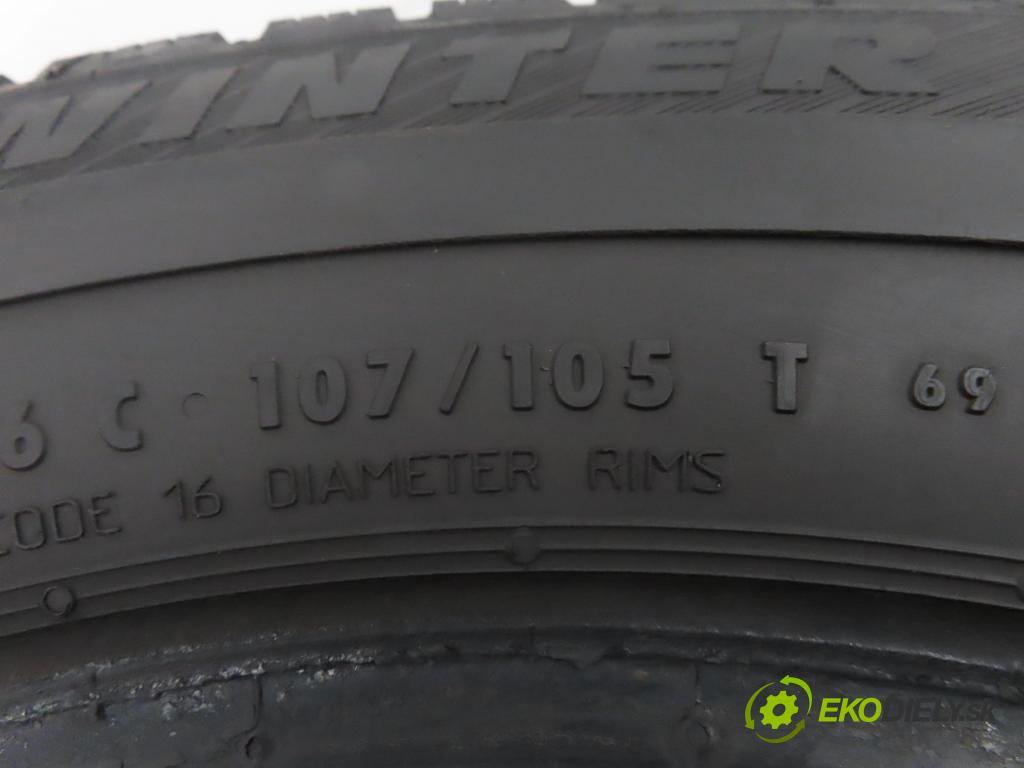 WINTER
6 C · 107/105 T 69
CODE 16 DIAMETER RIMS
EKODIELY.SK